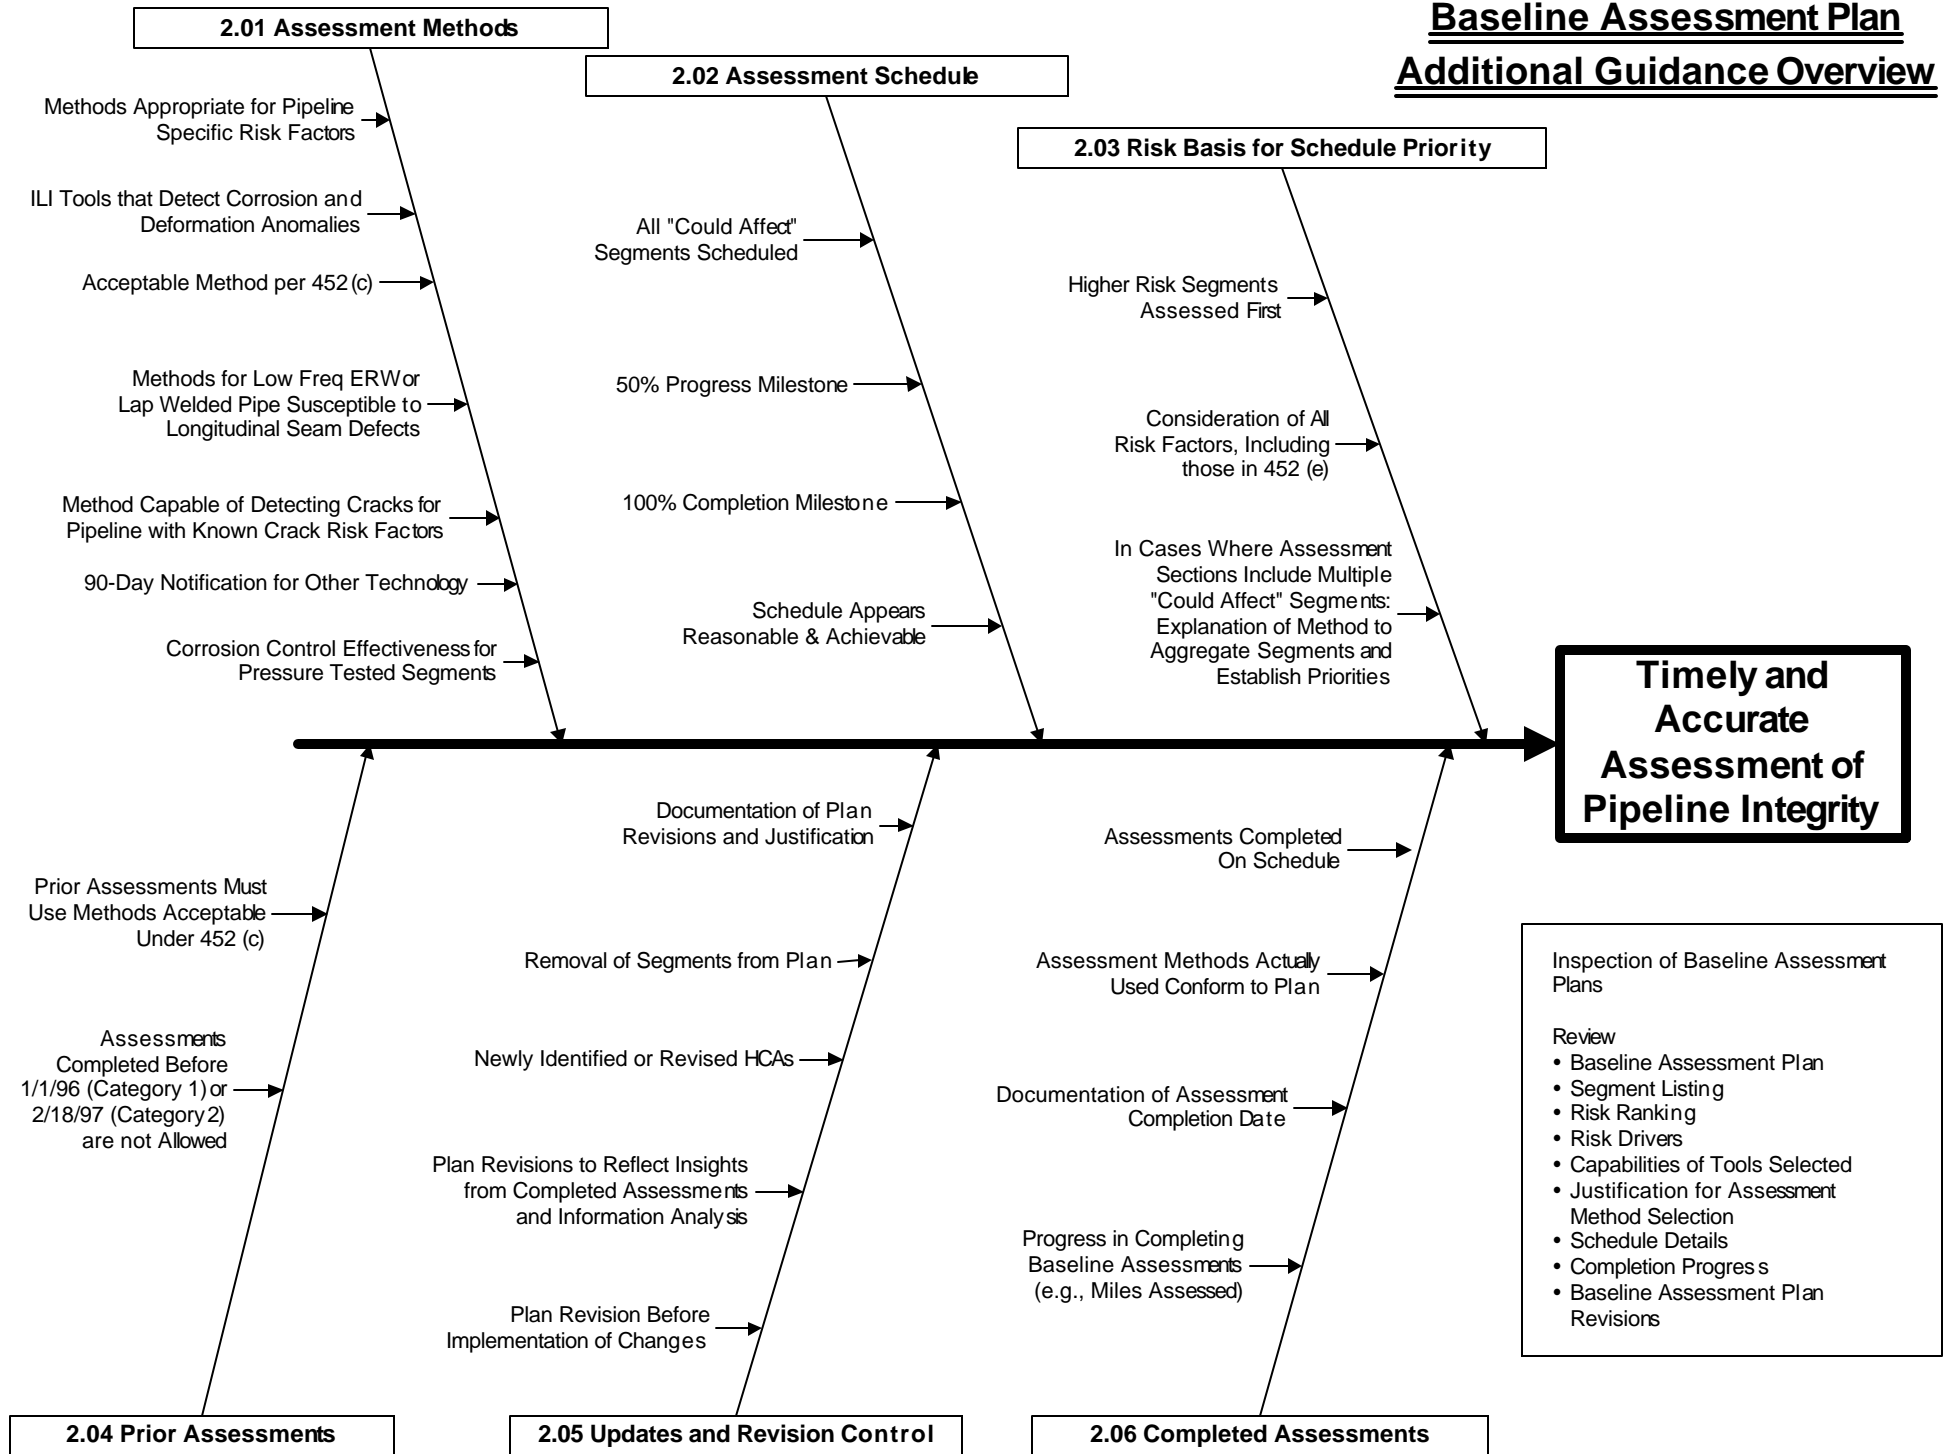 Baseline Assessment Plan
Additional Guidance Overview
2.01 Assessment Methods
Methods Appropriate for Pipeline
Specific Risk Factors
ILI Tools that Detect Corrosion and
Deformation Anomalies
Acceptable Method per 452 (c)
Methods for Low Freq ERW or
Lap Welded Pipe Susceptible to
Longitudinal Seam Defects
Method Capable of Detecting Cracks for
Pipeline with Known Crack Risk Factors
90-Day Notification for Other Technology
Corrosion Control Effectiveness for
Pressure Tested Segments
2.02 Assessment Schedule
All "Could Affect"
Segments Scheduled
50% Progress Milestone
100% Completion Milestone
Schedule Appears
Reasonable & Achievable
2.03 Risk Basis for Schedule Priority
Higher Risk Segments
Assessed First
Consideration of All
Risk Factors, Including
those in 452 (e)
In Cases Where Assessment
Sections Include Multiple
"Could Affect" Segments:
Explanation of Method to
Aggregate Segments and
Establish Priorities
Timely and
Accurate
Assessment of
Pipeline Integrity
Prior Assessments Must
Use Methods Acceptable
Under 452 (c)
Assessments
Completed Before
1/1/96 (Category 1) or
2/18/97 (Category 2)
are not Allowed
2.04 Prior Assessments
Documentation of Plan
Revisions and Justification
Removal of Segments from Plan
Newly Identified or Revised HCAs
Plan Revisions to Reflect Insights
from Completed Assessments
and Information Analysis
Plan Revision Before
Implementation of Changes
2.05 Updates and Revision Control
Assessments Completed
On Schedule
Assessment Methods Actually
Used Conform to Plan
Documentation of Assessment
Completion Date
Progress in Completing
Baseline Assessments
(e.g., Miles Assessed)
2.06 Completed Assessments
Inspection of Baseline Assessment
Plans
Review
• Baseline Assessment Plan
• Segment Listing
• Risk Ranking
• Risk Drivers
• Capabilities of Tools Selected
• Justification for Assessment
Method Selection
• Schedule Details
• Completion Progress
• Baseline Assessment Plan
Revisions